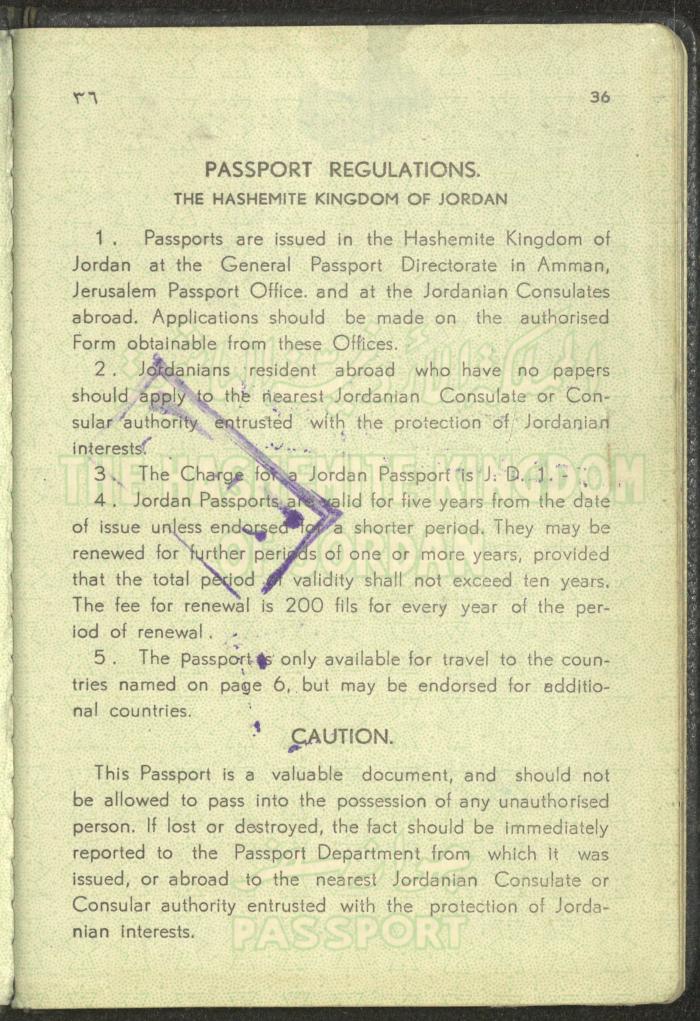 ٣٦ 36
PASSPORT REGULATIONS.
THE HASHEMITE KINGDOM OF JORDAN
1 . Passports are issued in the Hashemite Kingdom of
Jordan at the General Passport Directorate in Amman,
Jerusalem Passport Office. and at the Jordanian Consulates
abroad. Applications should be made on the authorised
Form obtainable from these Offices.
2 . Jordanians resident abroad who have no papers
should apply to the nearest Jordanian Consulate or Con-
sular authority entrusted with the protection of Jordanian
interests.
3 The Charge for a Jordan Passport is J. D. 1.
4 . Jordan Passports are valid for five years from the date
of issue unless endorsed for a shorter period. They may be
renewed for further periods of one or more years, provided
that the total period of validity shall not exceed ten years.
The fee for renewal is 200 fils for every year of the per-
iod of renewal .
5 . The passport is only available for travel to the coun-
tries named on page 6, but may be endorsed for additio-
nal countries.
CAUTION.
This Passport is a valuable document, and should not
be allowed to pass into the possession of any unauthorised
person. If lost or destroyed, the fact should be immediately
reported to the Passport Department from which it was
issued, or abroad to the nearest Jordanian Consulate or
Consular authority entrusted with the protection of Jorda-
nian interests.
THE HASHEMITE KINGDOM
OF JORDAN
PASSPORT